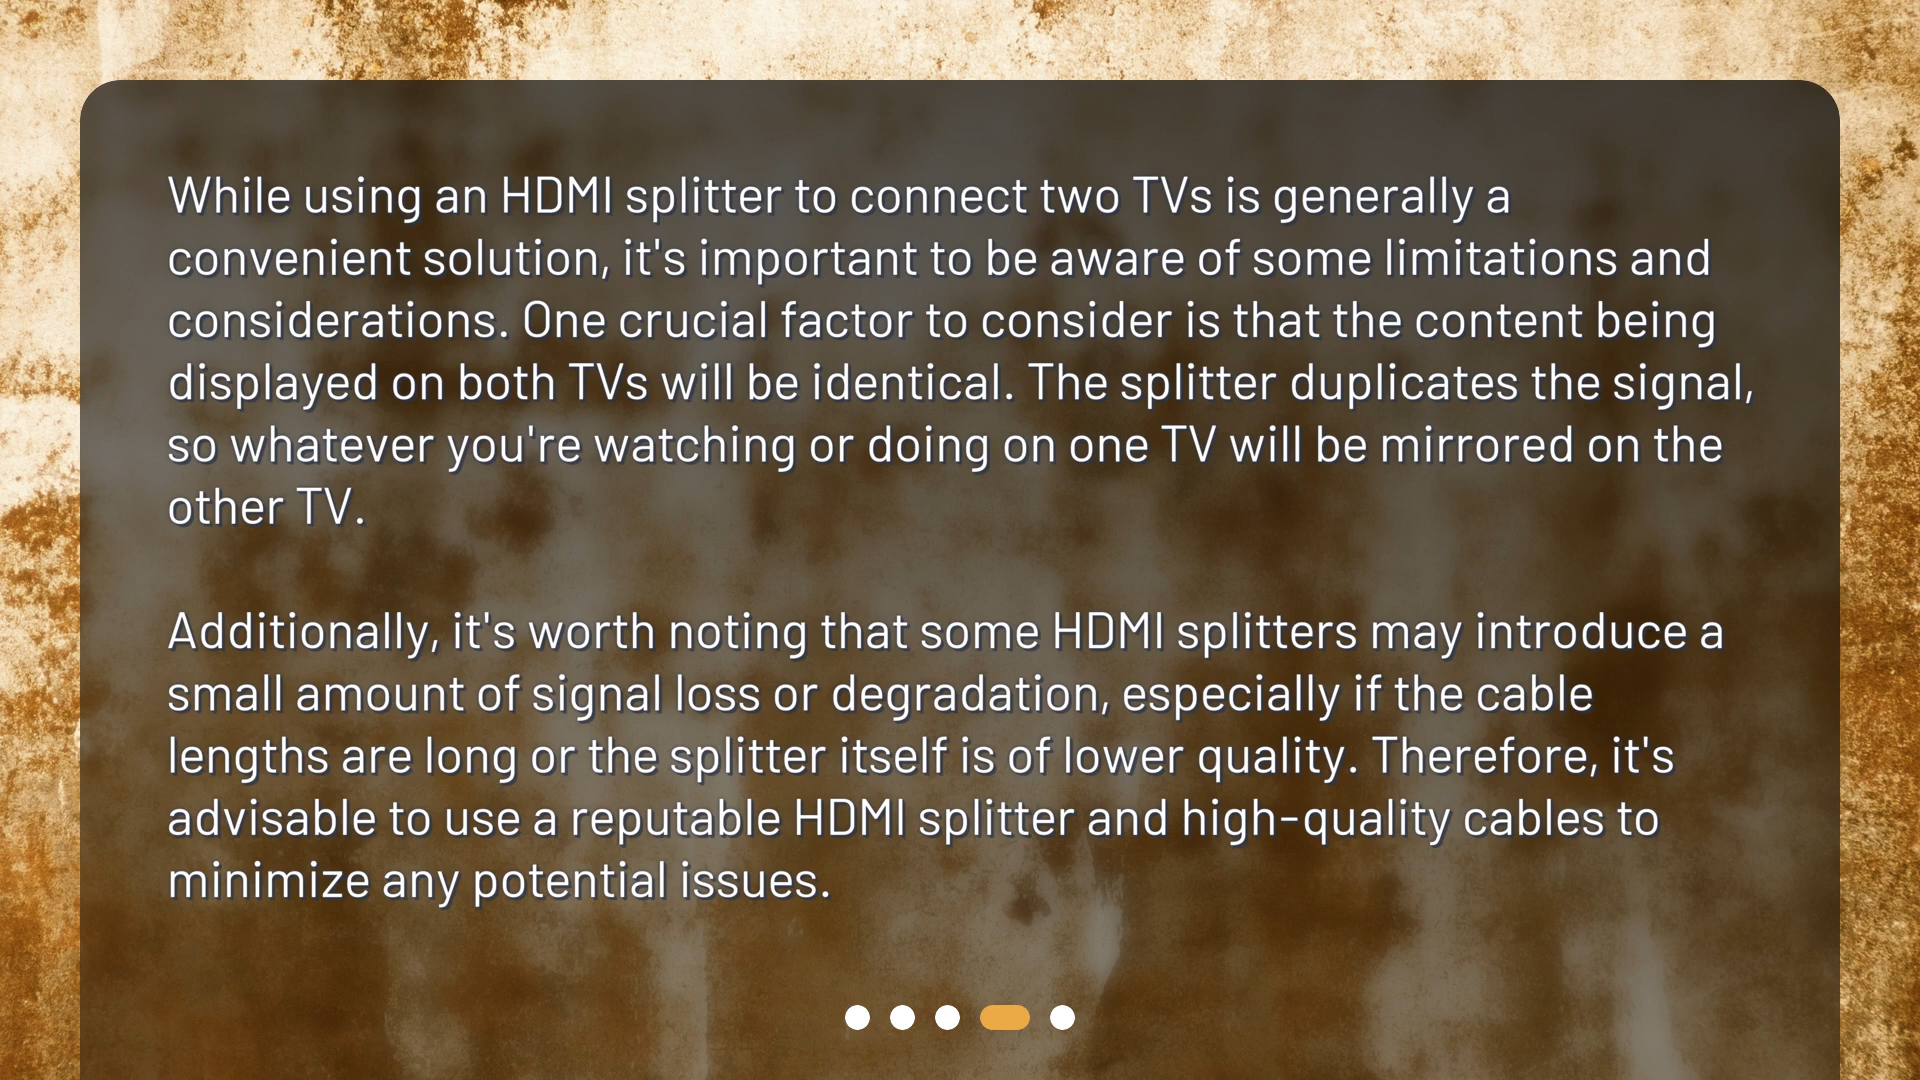 While using an HDMI splitter to connect two TVs is generally a
convenient solution, it's important to be aware of some limitations and
considerations. One crucial factor to consider is that the content being
displayed on both TVs will be identical. The splitter duplicates the signal,
so whatever you're watching or doing on one TV will be mirrored on the
other TV.
Additionally, it's worth noting that some HDMI splitters may introduce a
small amount of signal loss or degradation, especially if the cable
lengths are long or the splitter itself is of lower quality. Therefore, it's
advisable to use a reputable HDMI splitter and high-quality cables to
minimize any potential issues.